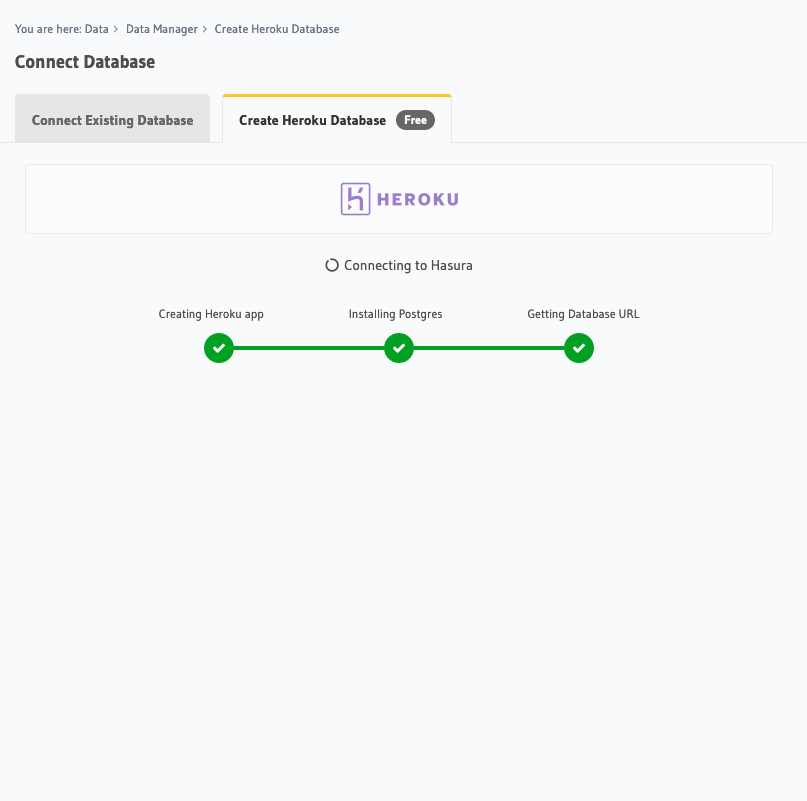 You are here: Data > Data Manager > Create Heroku Database
Connect Database
Connect Existing Database
Create Heroku Database Free
HEROKU
Connecting to Hasura
Creating Heroku app
Installing Postgres
Getting Database URL